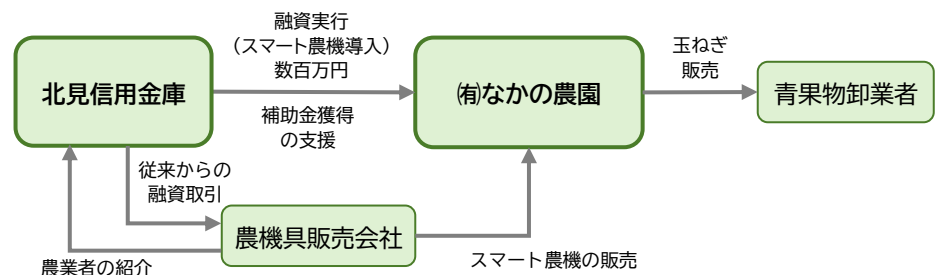 融資実行
（スマート農機導入）
数百万円
北見信用金庫
補助金獲得
の支援
㈲なかの農園
玉ねぎ
販売
青果物卸業者
従来からの
融資取引
農機具販売会社
農業者の紹介
スマート農機の販売